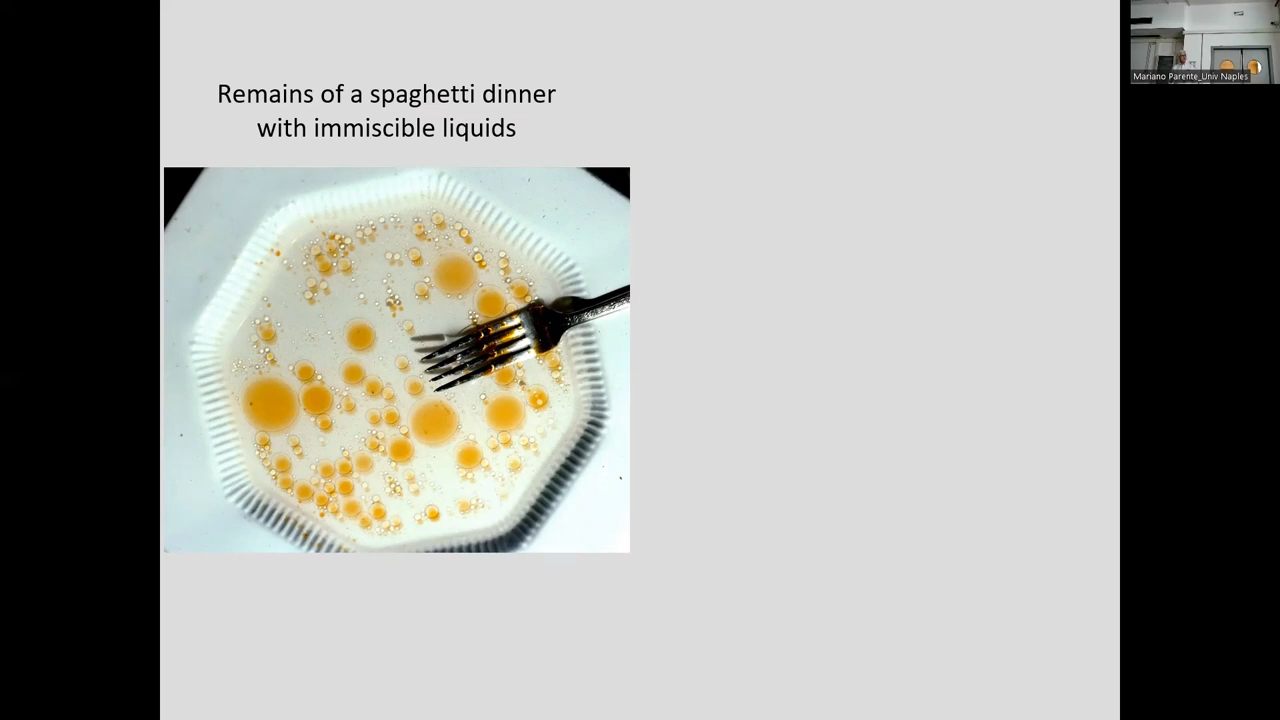 Remains of a spaghetti dinner
with immiscible liquids
Mariano Parente_Univ Naples